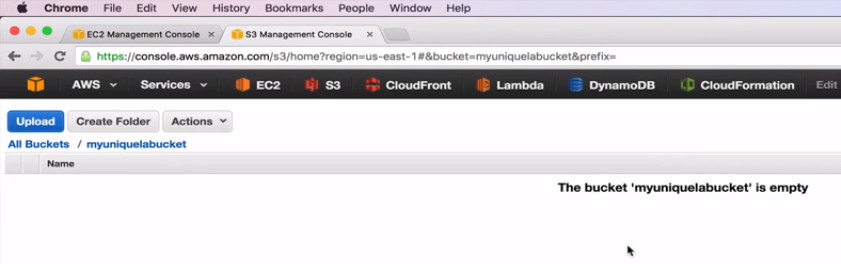 Chrome File Edit View History Bookmarks People Window Help
EC2 Management Console × S3 Management Console ×
https://console.aws.amazon.com/s3/home?region=us-east-1#&bucket=myuniquelabucket&prefix=
AWS Services EC2 S3 CloudFront Lambda DynamoDB CloudFormation Edit
Upload Create Folder Actions
All Buckets / myuniquelabucket
Name
The bucket 'myuniquelabucket' is empty